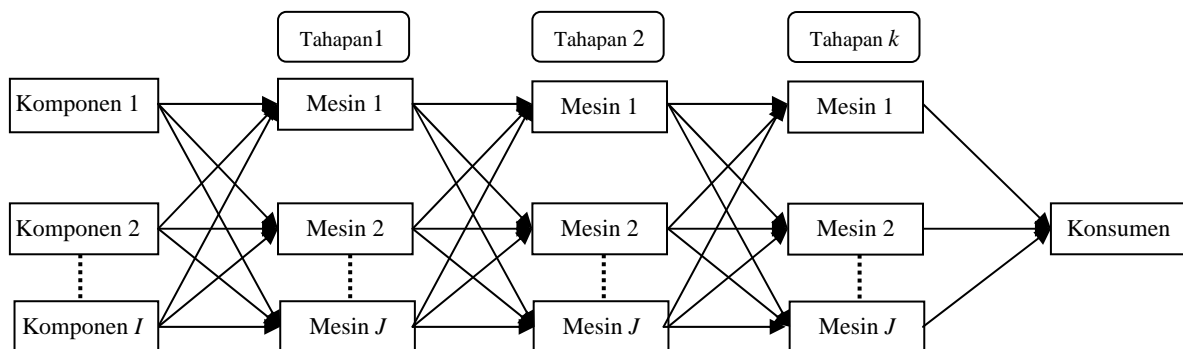 Tahapan1
Tahapan 2
Tahapan k
Komponen 1
Mesin 1
Mesin 1
Mesin 1
Komponen 2
Mesin 2
Mesin 2
Mesin 2
Konsumen
Komponen I
Mesin J
Mesin J
Mesin J